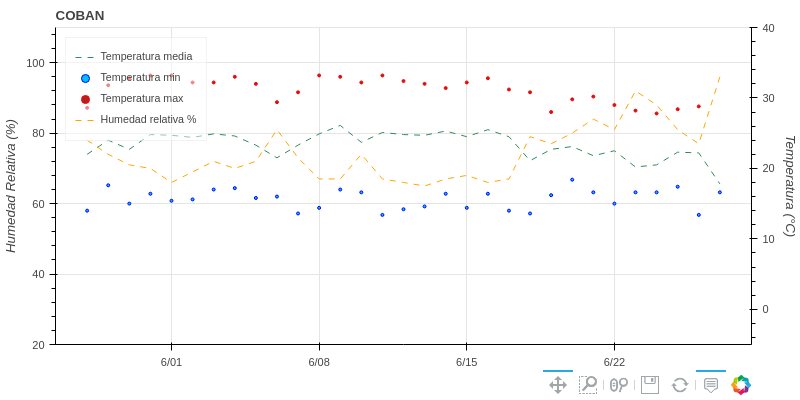 COBAN
Temperatura media
Temperatura min
Temperatura max
Humedad relativa %
Humedad Relativa (%)
100
80
60
40
20
Temperatura (°C)
40
30
20
10
0
6/01
6/08
6/15
6/22